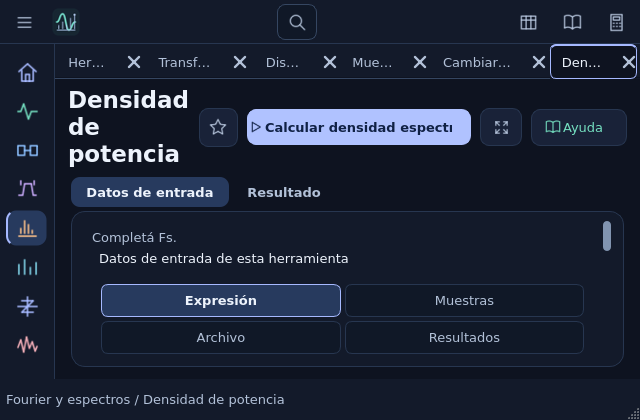 Her... Transf... Dis... Mue... Cambiar... Den...
Densidad
de
potencia
Calcular densidad espectr
Ayuda
Datos de entrada Resultado
Completá Fs.
Datos de entrada de esta herramienta
Expresión Muestras
Archivo Resultados
Fourier y espectros / Densidad de potencia